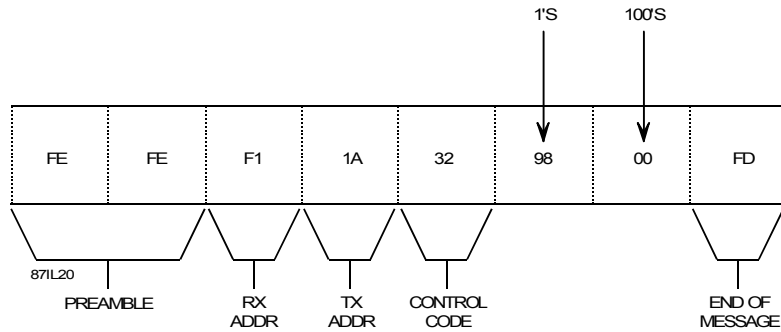 1'S 100'S
FE FE F1 1A 32 98 00 FD
87IL20
PREAMBLE RX ADDR TX ADDR CONTROL CODE END OF MESSAGE